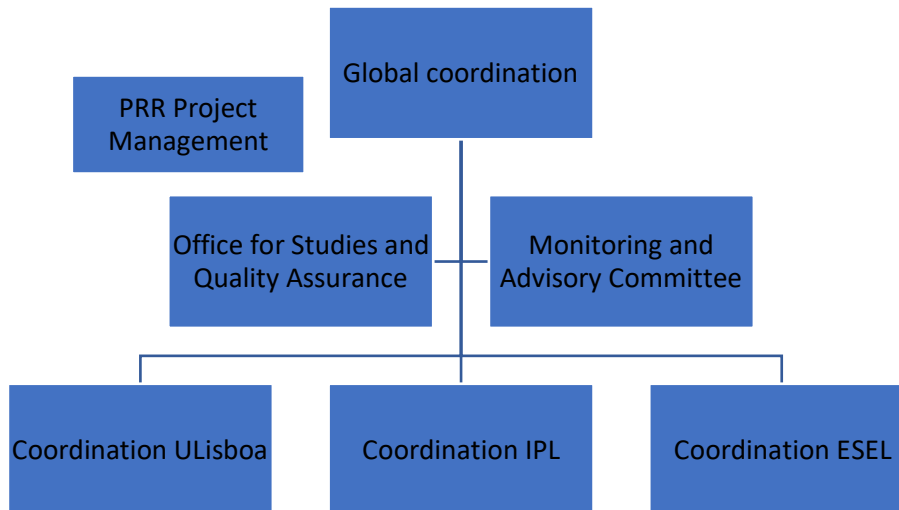 Global coordination
PRR Project
Management
Office for Studies and
Quality Assurance
Monitoring and
Advisory Committee
Coordination ULisboa
Coordination IPL
Coordination ESEL